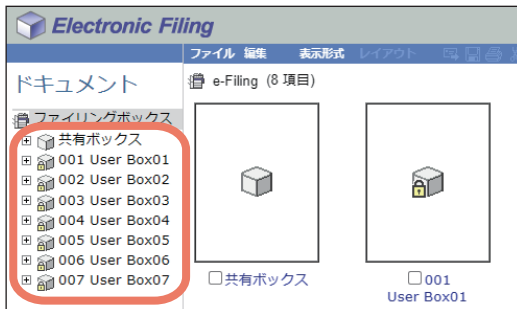 Electronic Filing
ファイル 編集 表示形式 レイアウト
ドキュメント
e-Filing (8 項目)
ファイリングボックス
共有ボックス
001 User Box01
002 User Box02
003 User Box03
004 User Box04
005 User Box05
006 User Box06
007 User Box07
共有ボックス
001
User Box01